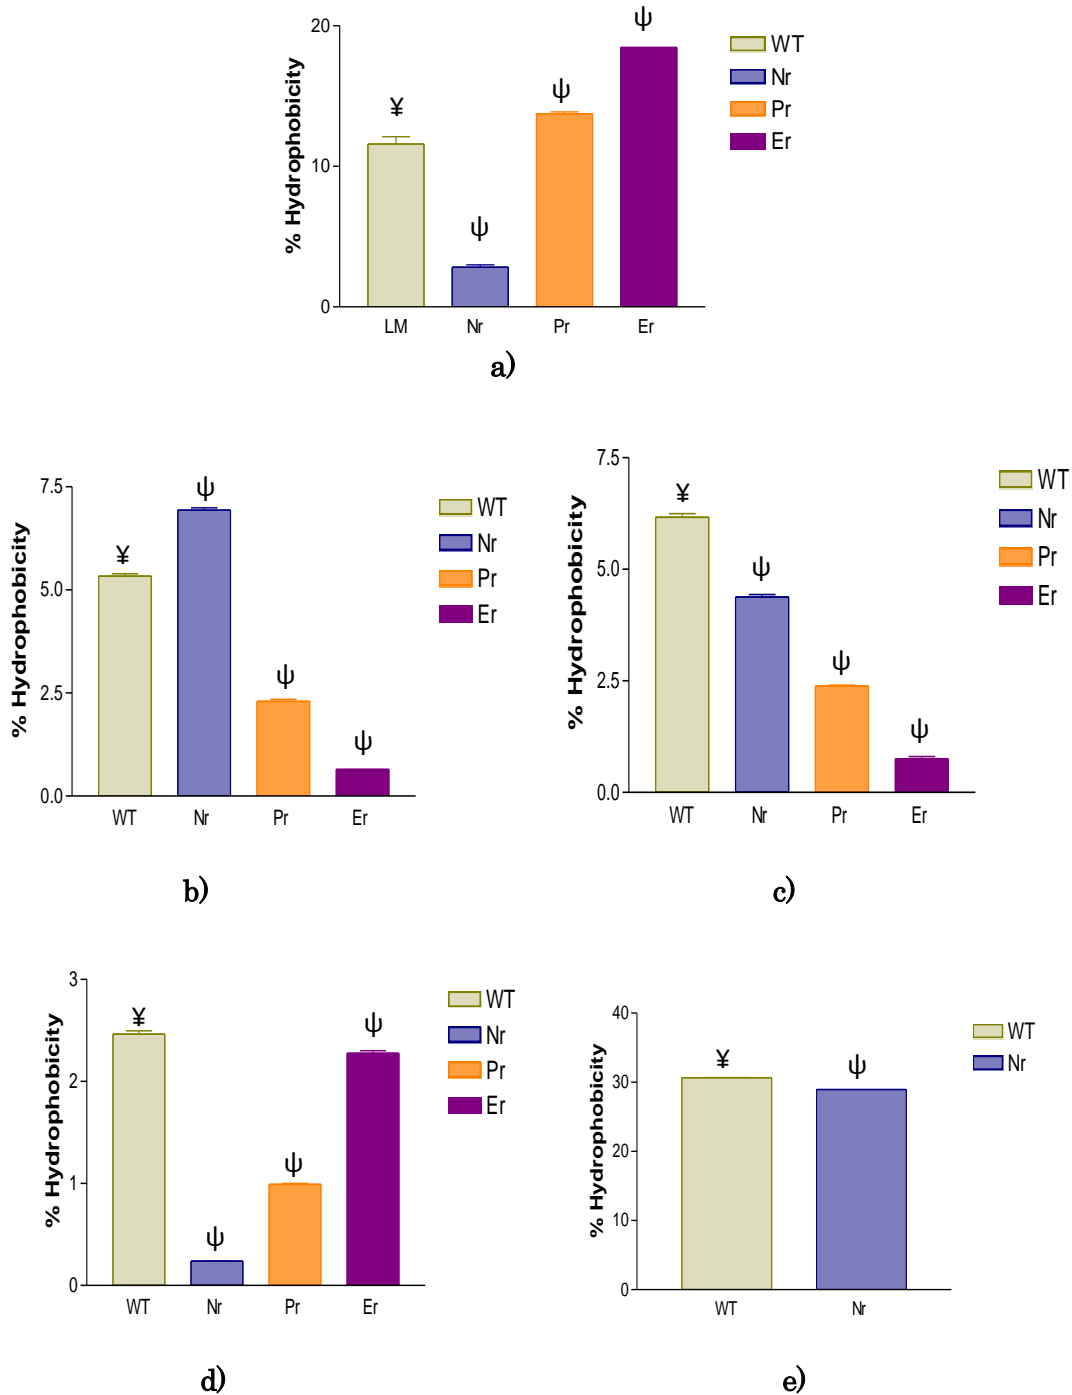 % Hydrophobicity
20
10
0
¥
ψ
ψ
ψ
LM Nr Pr Er
WT
Nr
Pr
Er
a)
% Hydrophobicity
7.5
5.0
2.5
0.0
¥
ψ
ψ
ψ
WT Nr Pr Er
WT
Nr
Pr
Er
b)
% Hydrophobicity
7.5
5.0
2.5
0.0
¥
ψ
ψ
ψ
WT Nr Pr Er
WT
Nr
Pr
Er
c)
% Hydrophobicity
3
2
1
0
¥
ψ
ψ
ψ
WT Nr Pr Er
WT
Nr
Pr
Er
d)
% Hydrophobicity
40
30
20
10
0
¥
ψ
WT Nr
WT
Nr
e)